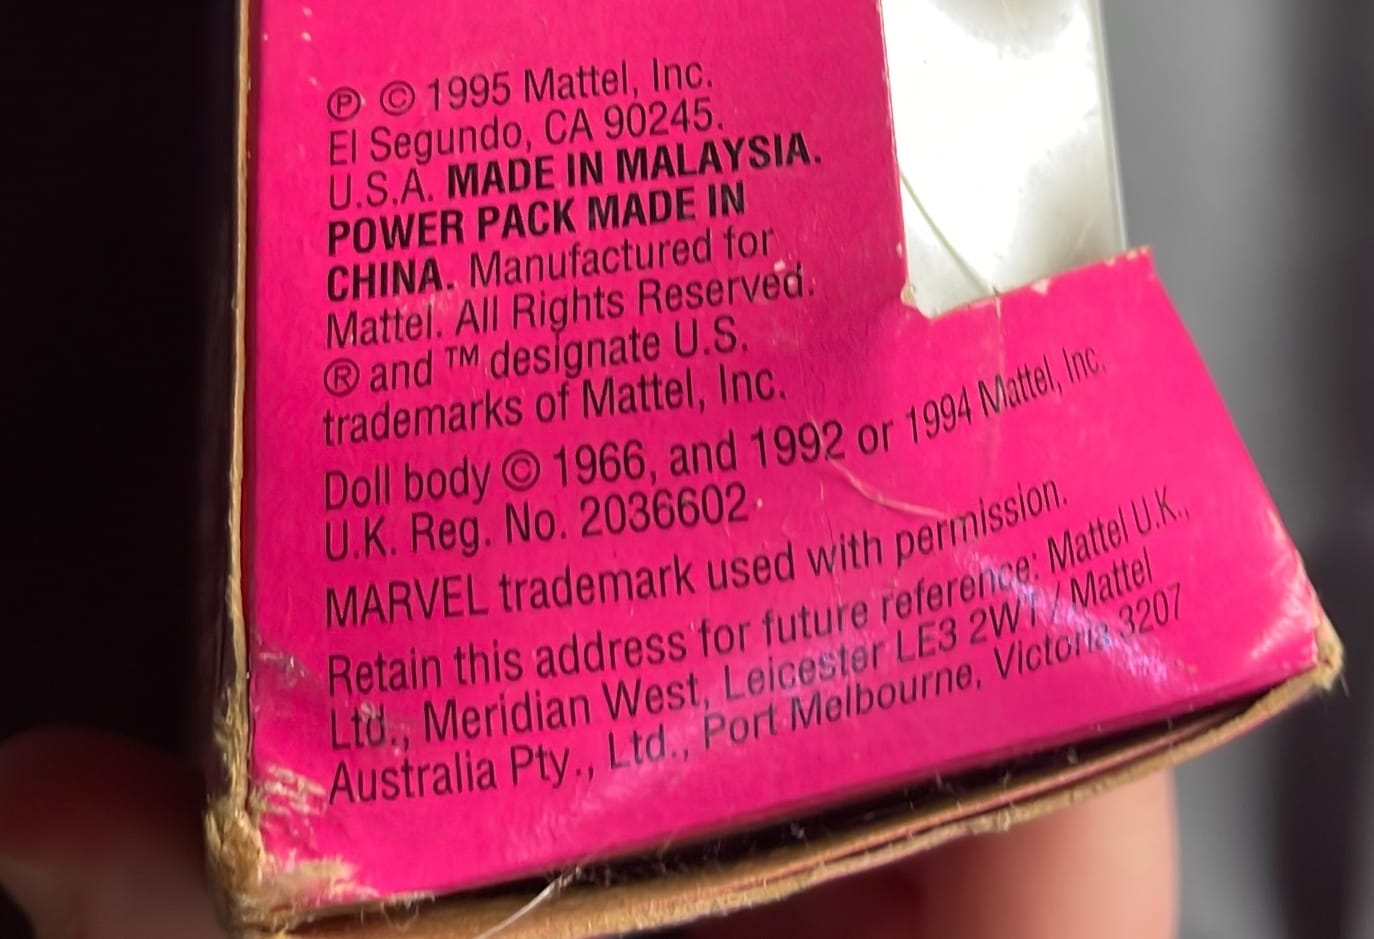 ℗ © 1995 Mattel, Inc.
El Segundo, CA 90245.
U.S.A. MADE IN MALAYSIA.
POWER PACK MADE IN
CHINA. Manufactured for
Mattel. All Rights Reserved.
® and ™ designate U.S.
trademarks of Mattel, Inc.
Doll body © 1966, and 1992 or 1994 Mattel, Inc.
U.K. Reg. No. 2036602
MARVEL trademark used with permission.
Retain this address for future reference: Mattel U.K.,
Ltd., Meridian West, Leicester LE3 2WT / Mattel
Australia Pty., Ltd., Port Melbourne, Victoria 3207